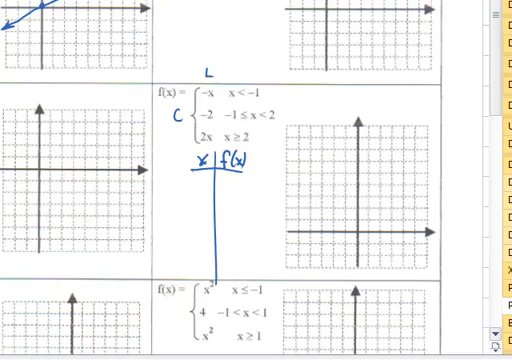 L
f(x) = { -x x < -1
C
-2 -1 ≤ x < 2
2x x ≥ 2
x f(x)
f(x) = { x² x ≤ -1
4 -1 < x < 1
x² x ≥ 1